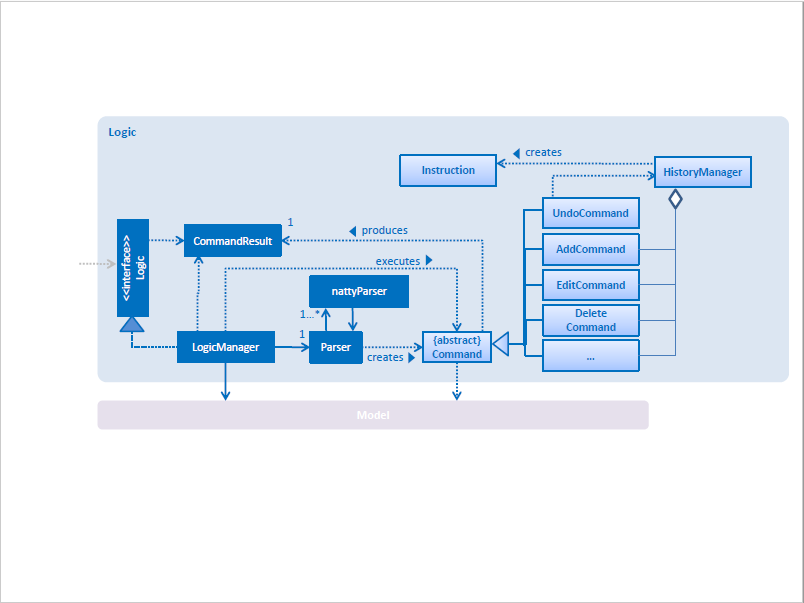 Logic
◀ creates
Instruction
HistoryManager
UndoCommand
1
◀ produces
CommandResult
<<interface>>
Logic
AddCommand
executes ▶
EditCommand
nattyParser
1...*
Delete
Command
1
LogicManager
Parser
{abstract}
Command
creates ▶
...
Model